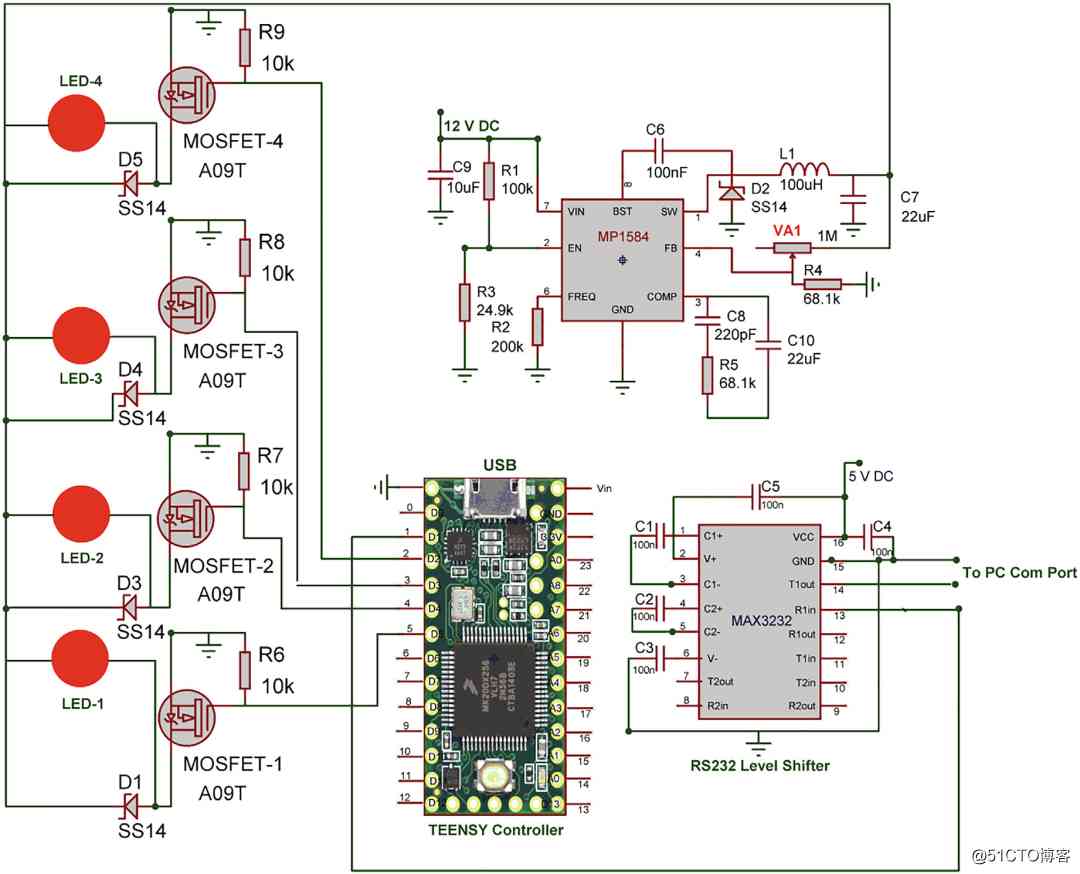 R9
10k
LED-4
MOSFET-4
A09T
D5
SS14
R8
10k
MOSFET-3
A09T
LED-3
D4
SS14
R7
10k
LED-2
MOSFET-2
A09T
D3
SS14
R6
10k
LED-1
MOSFET-1
A09T
D1
SS14
12 V DC
C9
10uF
R1
100k
R3
24.9k
R2
200k
C6
100nF
7
VIN
2
EN
6
FREQ
8
BST
MP1584
GND
SW
1
FB
4
COMP
3
D2
SS14
L1
100uH
C7
22uF
VA1
1M
R4
68.1k
C8
220pF
R5
68.1k
C10
22uF
USB
Vin
GND
0
1
2
3
4
5
6
7
8
9
10
11
12
23
22
21
20
19
18
17
16
15
14
13
MK20DX256
VLH7
CTBA1408E
TEENSY Controller
5 V DC
C5
100n
C1
100n
C2
100n
C3
100n
C4
100n
1
C1+
2
V+
3
C1-
4
C2+
5
C2-
6
V-
7
T2out
8
R2in
MAX3232
VCC
16
GND
15
T1out
14
R1in
13
R1out
12
T1in
11
T2in
10
R2out
9
To PC Com Port
RS232 Level Shifter
@51CTO博客